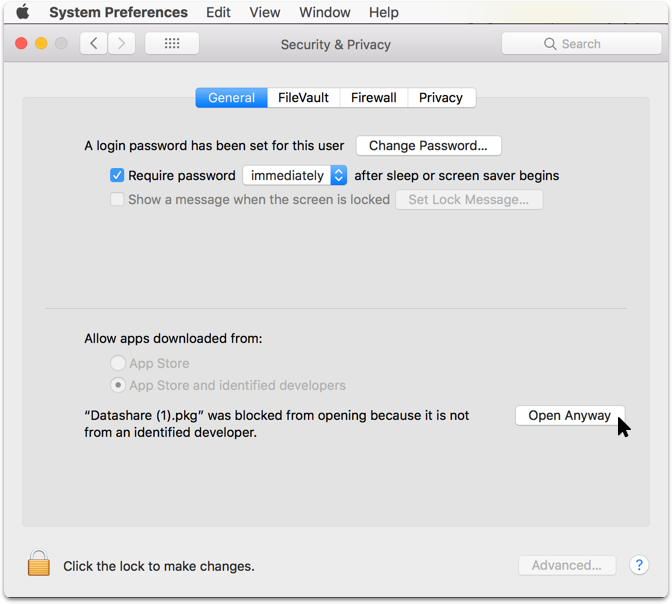 System Preferences Edit View Window Help
Security & Privacy
Search
General FileVault Firewall Privacy
A login password has been set for this user Change Password...
Require password immediately after sleep or screen saver begins
Show a message when the screen is locked Set Lock Message...
Allow apps downloaded from:
App Store
App Store and identified developers
“Datashare (1).pkg” was blocked from opening because it is not
from an identified developer.
Open Anyway
Click the lock to make changes.
Advanced...
?